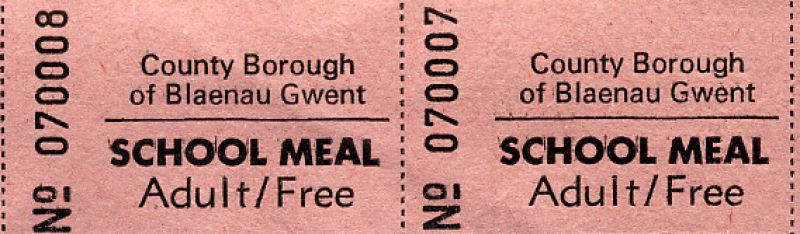 Nº 070008
County Borough
of Blaenau Gwent
SCHOOL MEAL
Adult/Free
Nº 070007
County Borough
of Blaenau Gwent
SCHOOL MEAL
Adult/Free